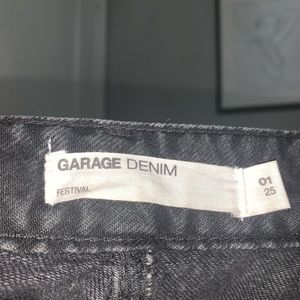 GARAGE DENIM
FESTIVAL
01
25